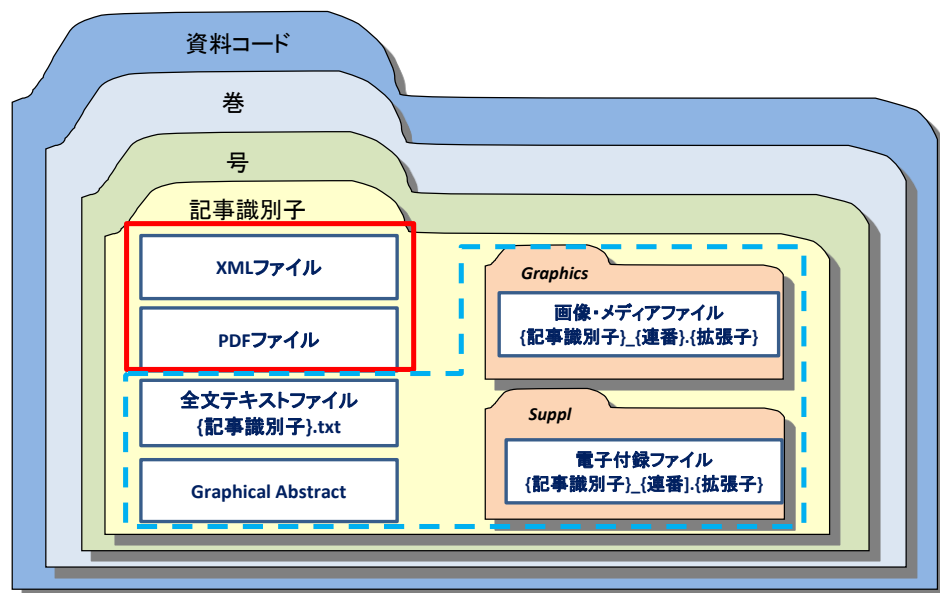 資料コード
巻
号
記事識別子
XMLファイル
PDFファイル
全文テキストファイル
{記事識別子}.txt
Graphical Abstract
Graphics
画像・メディアファイル
{記事識別子}_{連番}.{拡張子}
Suppl
電子付録ファイル
{記事識別子}_{連番].{拡張子}